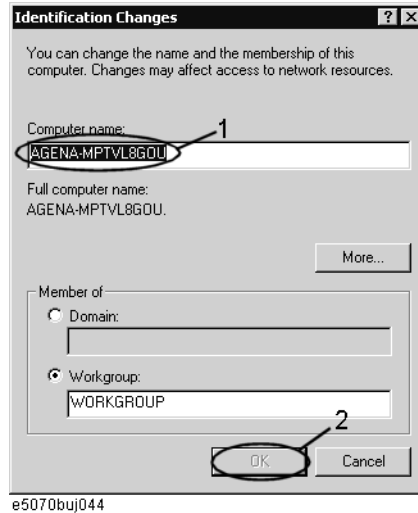 Identification Changes
You can change the name and the membership of this
computer. Changes may affect access to network resources.
1
Computer name:
AGENA-MPTVL8GOU
Full computer name:
AGENA-MPTVL8GOU.
More...
Member of
Domain:
Workgroup:
WORKGROUP
2
OK Cancel
e5070buj044